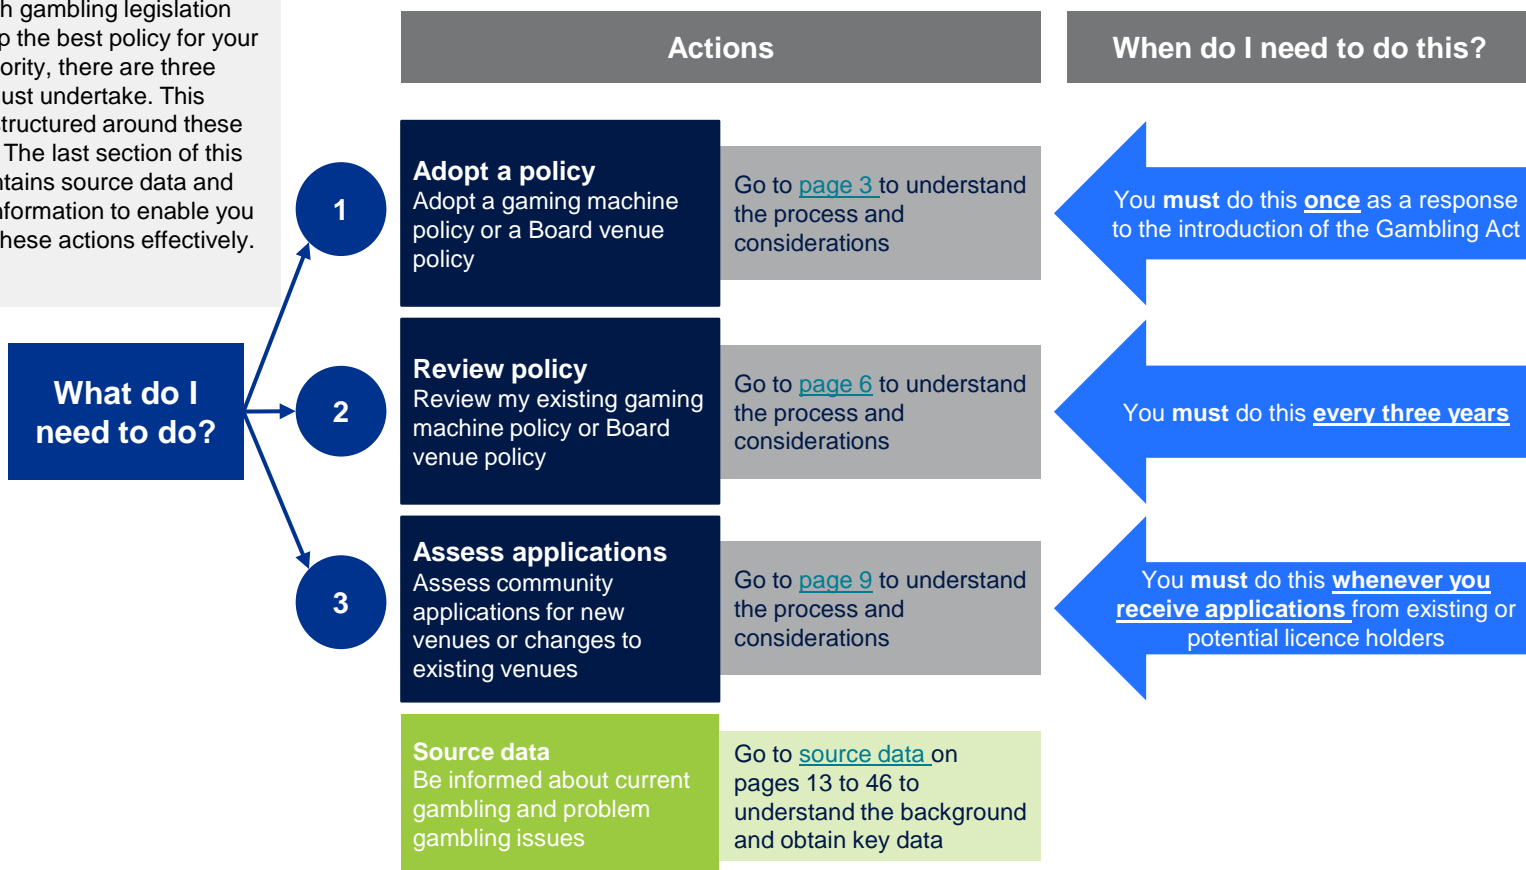 h gambling legislation
p the best policy for your
ority, there are three
ust undertake. This
structured around these
The last section of this
ntains source data and
nformation to enable you
these actions effectively.
Actions
When do I need to do this?
What do I
need to do?
1
Adopt a policy
Adopt a gaming machine
policy or a Board venue
policy
Go to page 3 to understand
the process and
considerations
You must do this once as a response
to the introduction of the Gambling Act
2
Review policy
Review my existing gaming
machine policy or Board
venue policy
Go to page 6 to understand
the process and
considerations
You must do this every three years
3
Assess applications
Assess community
applications for new
venues or changes to
existing venues
Go to page 9 to understand
the process and
considerations
You must do this whenever you
receive applications from existing or
potential licence holders
Source data
Be informed about current
gambling and problem
gambling issues
Go to source data on
pages 13 to 46 to
understand the background
and obtain key data